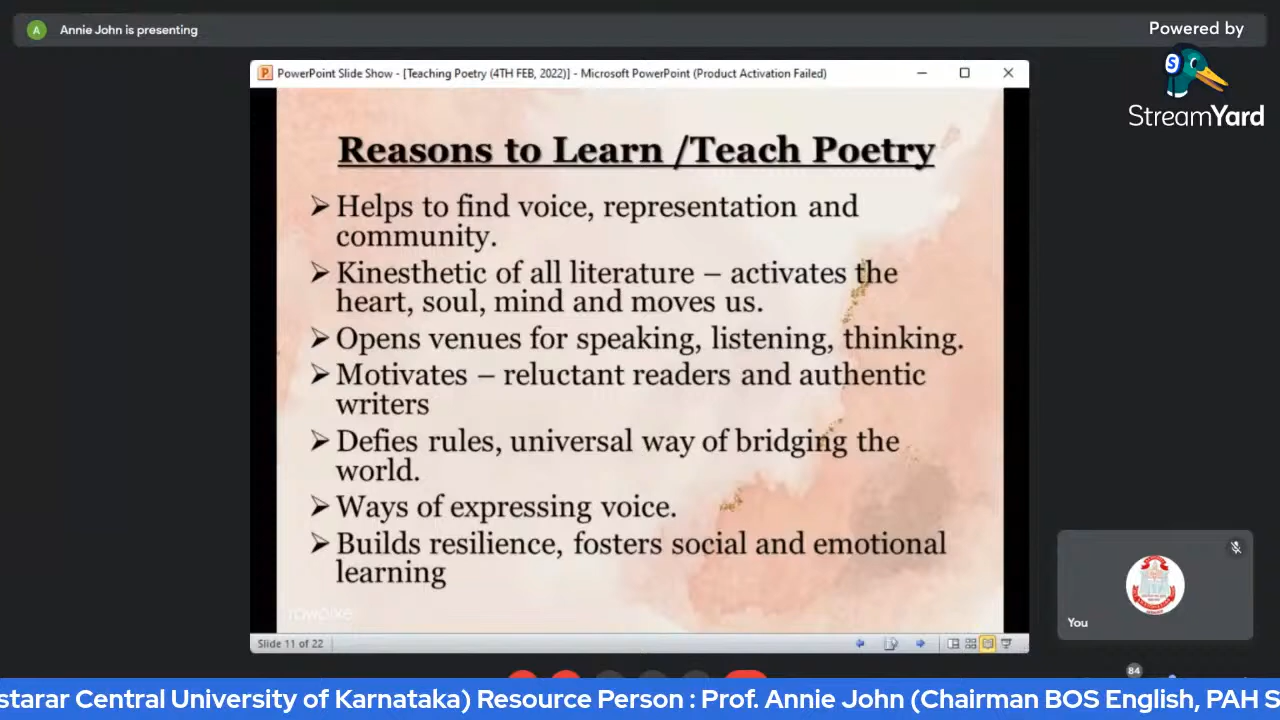 A Annie John is presenting
Powered by
S
StreamYard
PowerPoint Slide Show - [Teaching Poetry (4TH FEB, 2022)] - Microsoft PowerPoint (Product Activation Failed)
Reasons to Learn /Teach Poetry
➢ Helps to find voice, representation and
community.
➢ Kinesthetic of all literature – activates the
heart, soul, mind and moves us.
➢ Opens venues for speaking, listening, thinking.
➢ Motivates – reluctant readers and authentic
writers
➢ Defies rules, universal way of bridging the
world.
➢ Ways of expressing voice.
➢ Builds resilience, fosters social and emotional
learning
rawpixel
Slide 11 of 22
You
84
starar Central University of Karnataka) Resource Person : Prof. Annie John (Chairman BOS English, PAH S